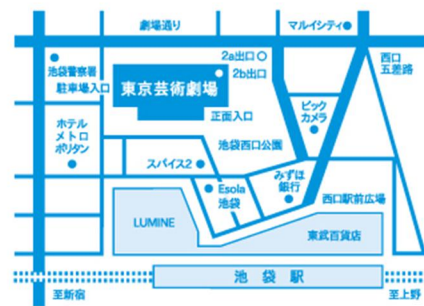 劇場通り
マルイシティ
2a出口
西口
五差路
池袋警察署
2b出口
駐車場入口
東京芸術劇場
正面入口
ビック
カメラ
ホテル
メトロ
ポリタン
池袋西口公園
スパイス2
Esola
池袋
みずほ
銀行
西口駅前広場
LUMINE
東武百貨店
池袋駅
至新宿
至上野